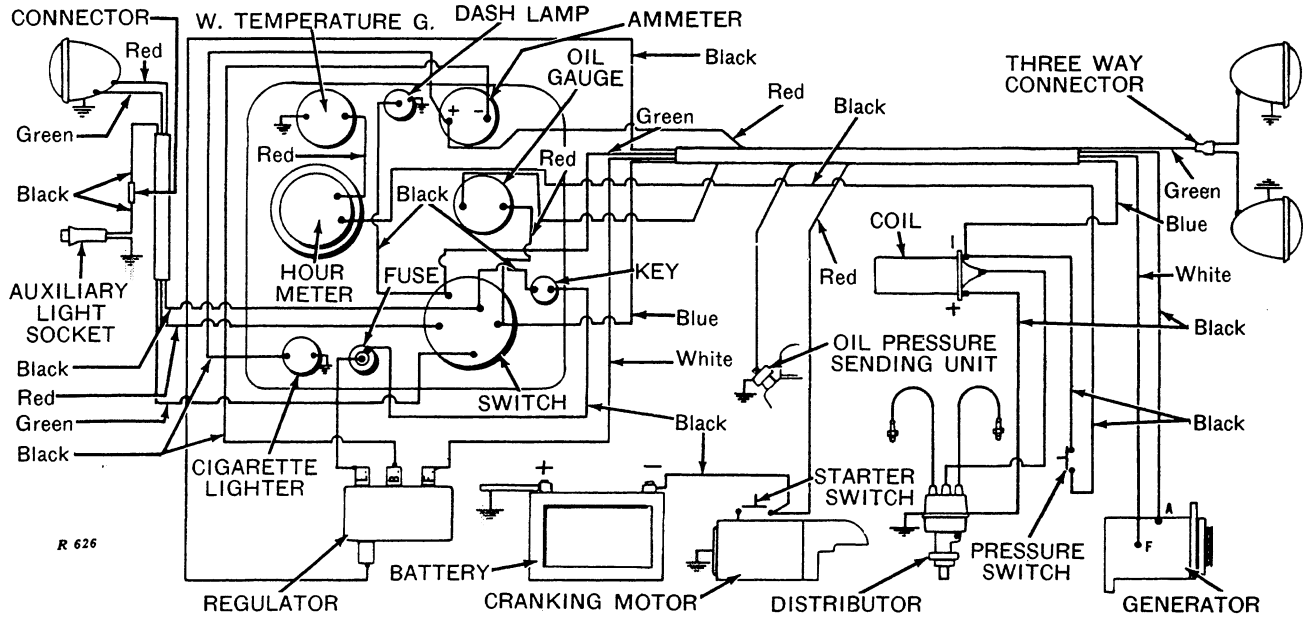 CONNECTOR
W. TEMPERATURE G.
DASH LAMP
AMMETER
Red
OIL
GAUGE
Black
THREE WAY
CONNECTOR
Red
Black
Green
Green
+ -
Red
Red
Black
Black
Green
Blue
COIL
-
+
Red
White
HOUR
METER
FUSE
KEY
AUXILIARY
LIGHT
SOCKET
Blue
Black
OIL PRESSURE
SENDING UNIT
White
Black
Red
Green
Black
SWITCH
Black
Black
CIGARETTE
LIGHTER
+ -
STARTER
SWITCH
L B F
A
F
R 626
BATTERY
PRESSURE
SWITCH
REGULATOR
CRANKING MOTOR
DISTRIBUTOR
GENERATOR